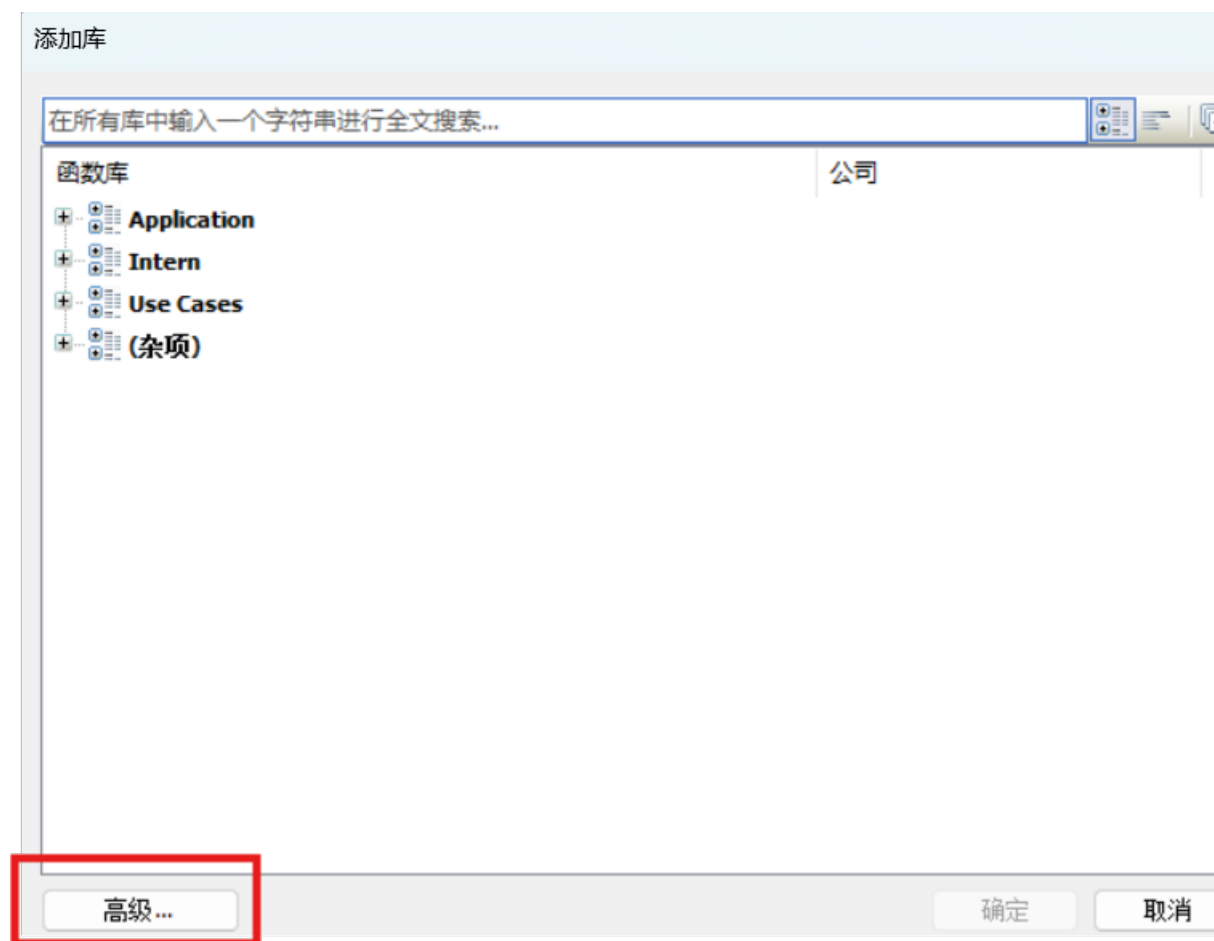 添加库
在所有库中输入一个字符串进行全文搜索...
函数库 公司
Application
Intern
Use Cases
(杂项)
高级... 确定 取消